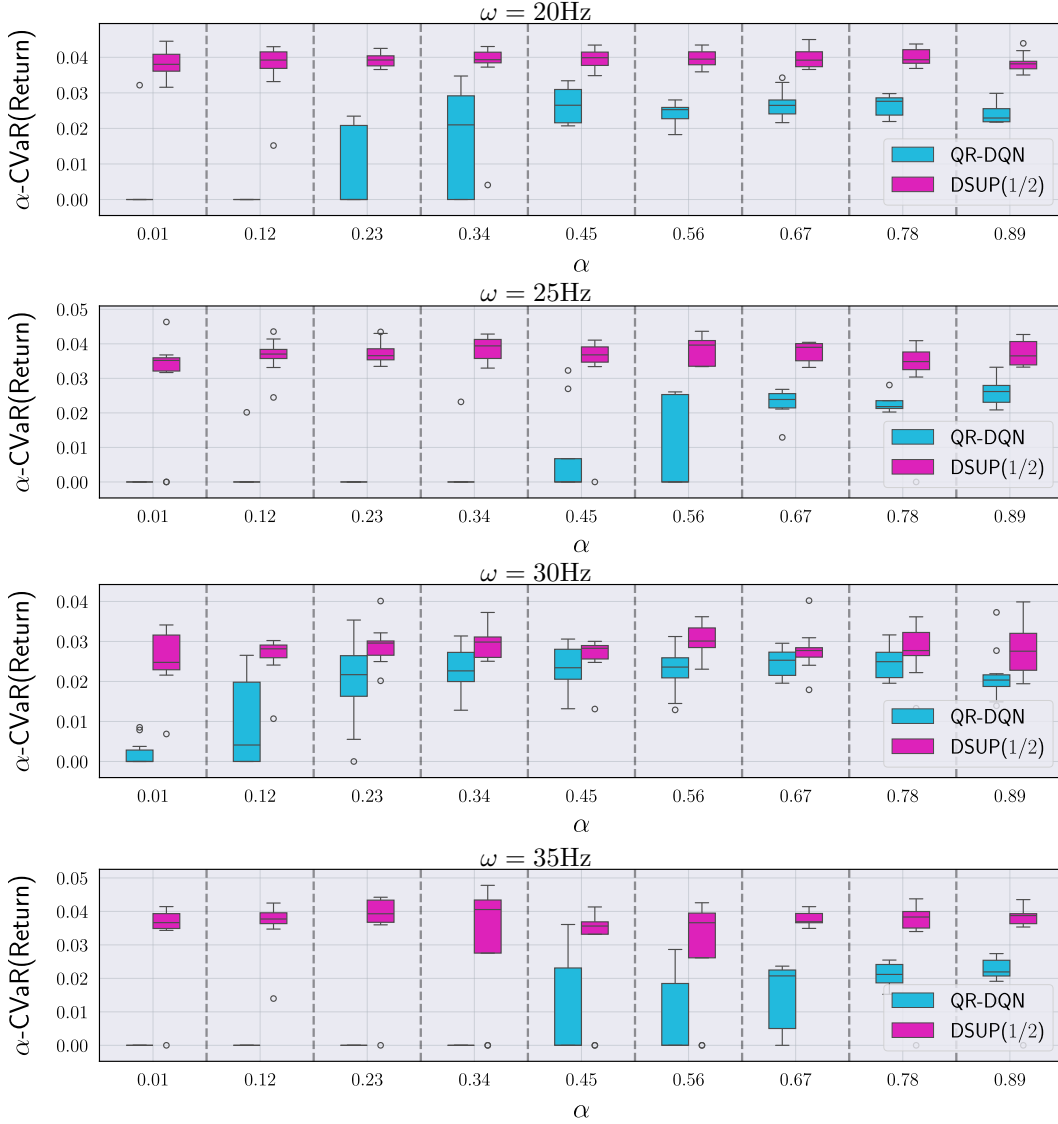 ω = 20Hz
α-CVaR(Return)
0.04
0.03
0.02
0.01
0.00
QR-DQN
DSUP(1/2)
0.01 0.12 0.23 0.34 0.45 0.56 0.67 0.78 0.89
α
ω = 25Hz
α-CVaR(Return)
0.05
0.04
0.03
0.02
0.01
0.00
QR-DQN
DSUP(1/2)
0.01 0.12 0.23 0.34 0.45 0.56 0.67 0.78 0.89
α
ω = 30Hz
α-CVaR(Return)
0.04
0.03
0.02
0.01
0.00
QR-DQN
DSUP(1/2)
0.01 0.12 0.23 0.34 0.45 0.56 0.67 0.78 0.89
α
ω = 35Hz
α-CVaR(Return)
0.05
0.04
0.03
0.02
0.01
0.00
QR-DQN
DSUP(1/2)
0.01 0.12 0.23 0.34 0.45 0.56 0.67 0.78 0.89
α